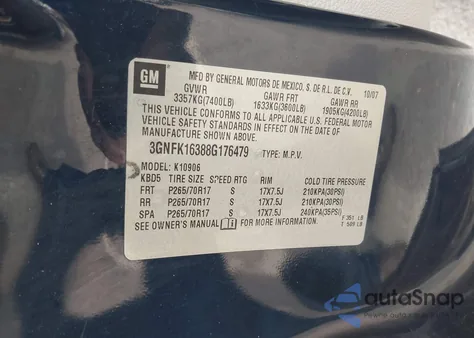 GM
MFD BY GENERAL MOTORS DE MEXICO, S. DE R.L. DE C.V. 10/07
GVWR GAWR FRT GAWR RR
3357KG(7400LB) 1633KG(3600LB) 1905KG(4200LB)
THIS VEHICLE CONFORMS TO ALL APPLICABLE U.S. FEDERAL MOTOR
VEHICLE SAFETY STANDARDS IN EFFECT ON THE DATE OF
MANUFACTURE SHOWN ABOVE.
3GNFK16388G176479 TYPE: M.P.V.
MODEL: K10906
KBD5 TIRE SIZE SPEED RTG RIM COLD TIRE PRESSURE
FRT P265/70R17 S 17X7.5J 210KPA(30PSI)
RR P265/70R17 S 17X7.5J 210KPA(30PSI)
SPA P265/70R17 S 17X7.5J 240KPA(35PSI)
SEE OWNER'S MANUAL FOR MORE INFORMATION.
F 351 LB
T 589 LB
autoSnap